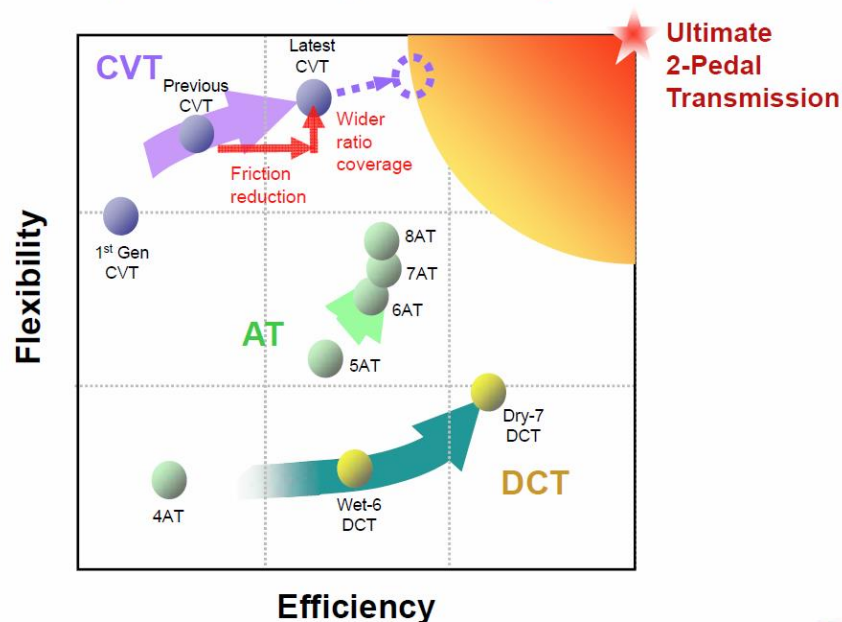 Ultimate
2-Pedal
Transmission
CVT
Latest
CVT
Previous
CVT
Wider
ratio
coverage
Friction
reduction
1st Gen
CVT
8AT
7AT
6AT
AT
5AT
Dry-7
DCT
DCT
Wet-6
DCT
4AT
Flexibility
Efficiency